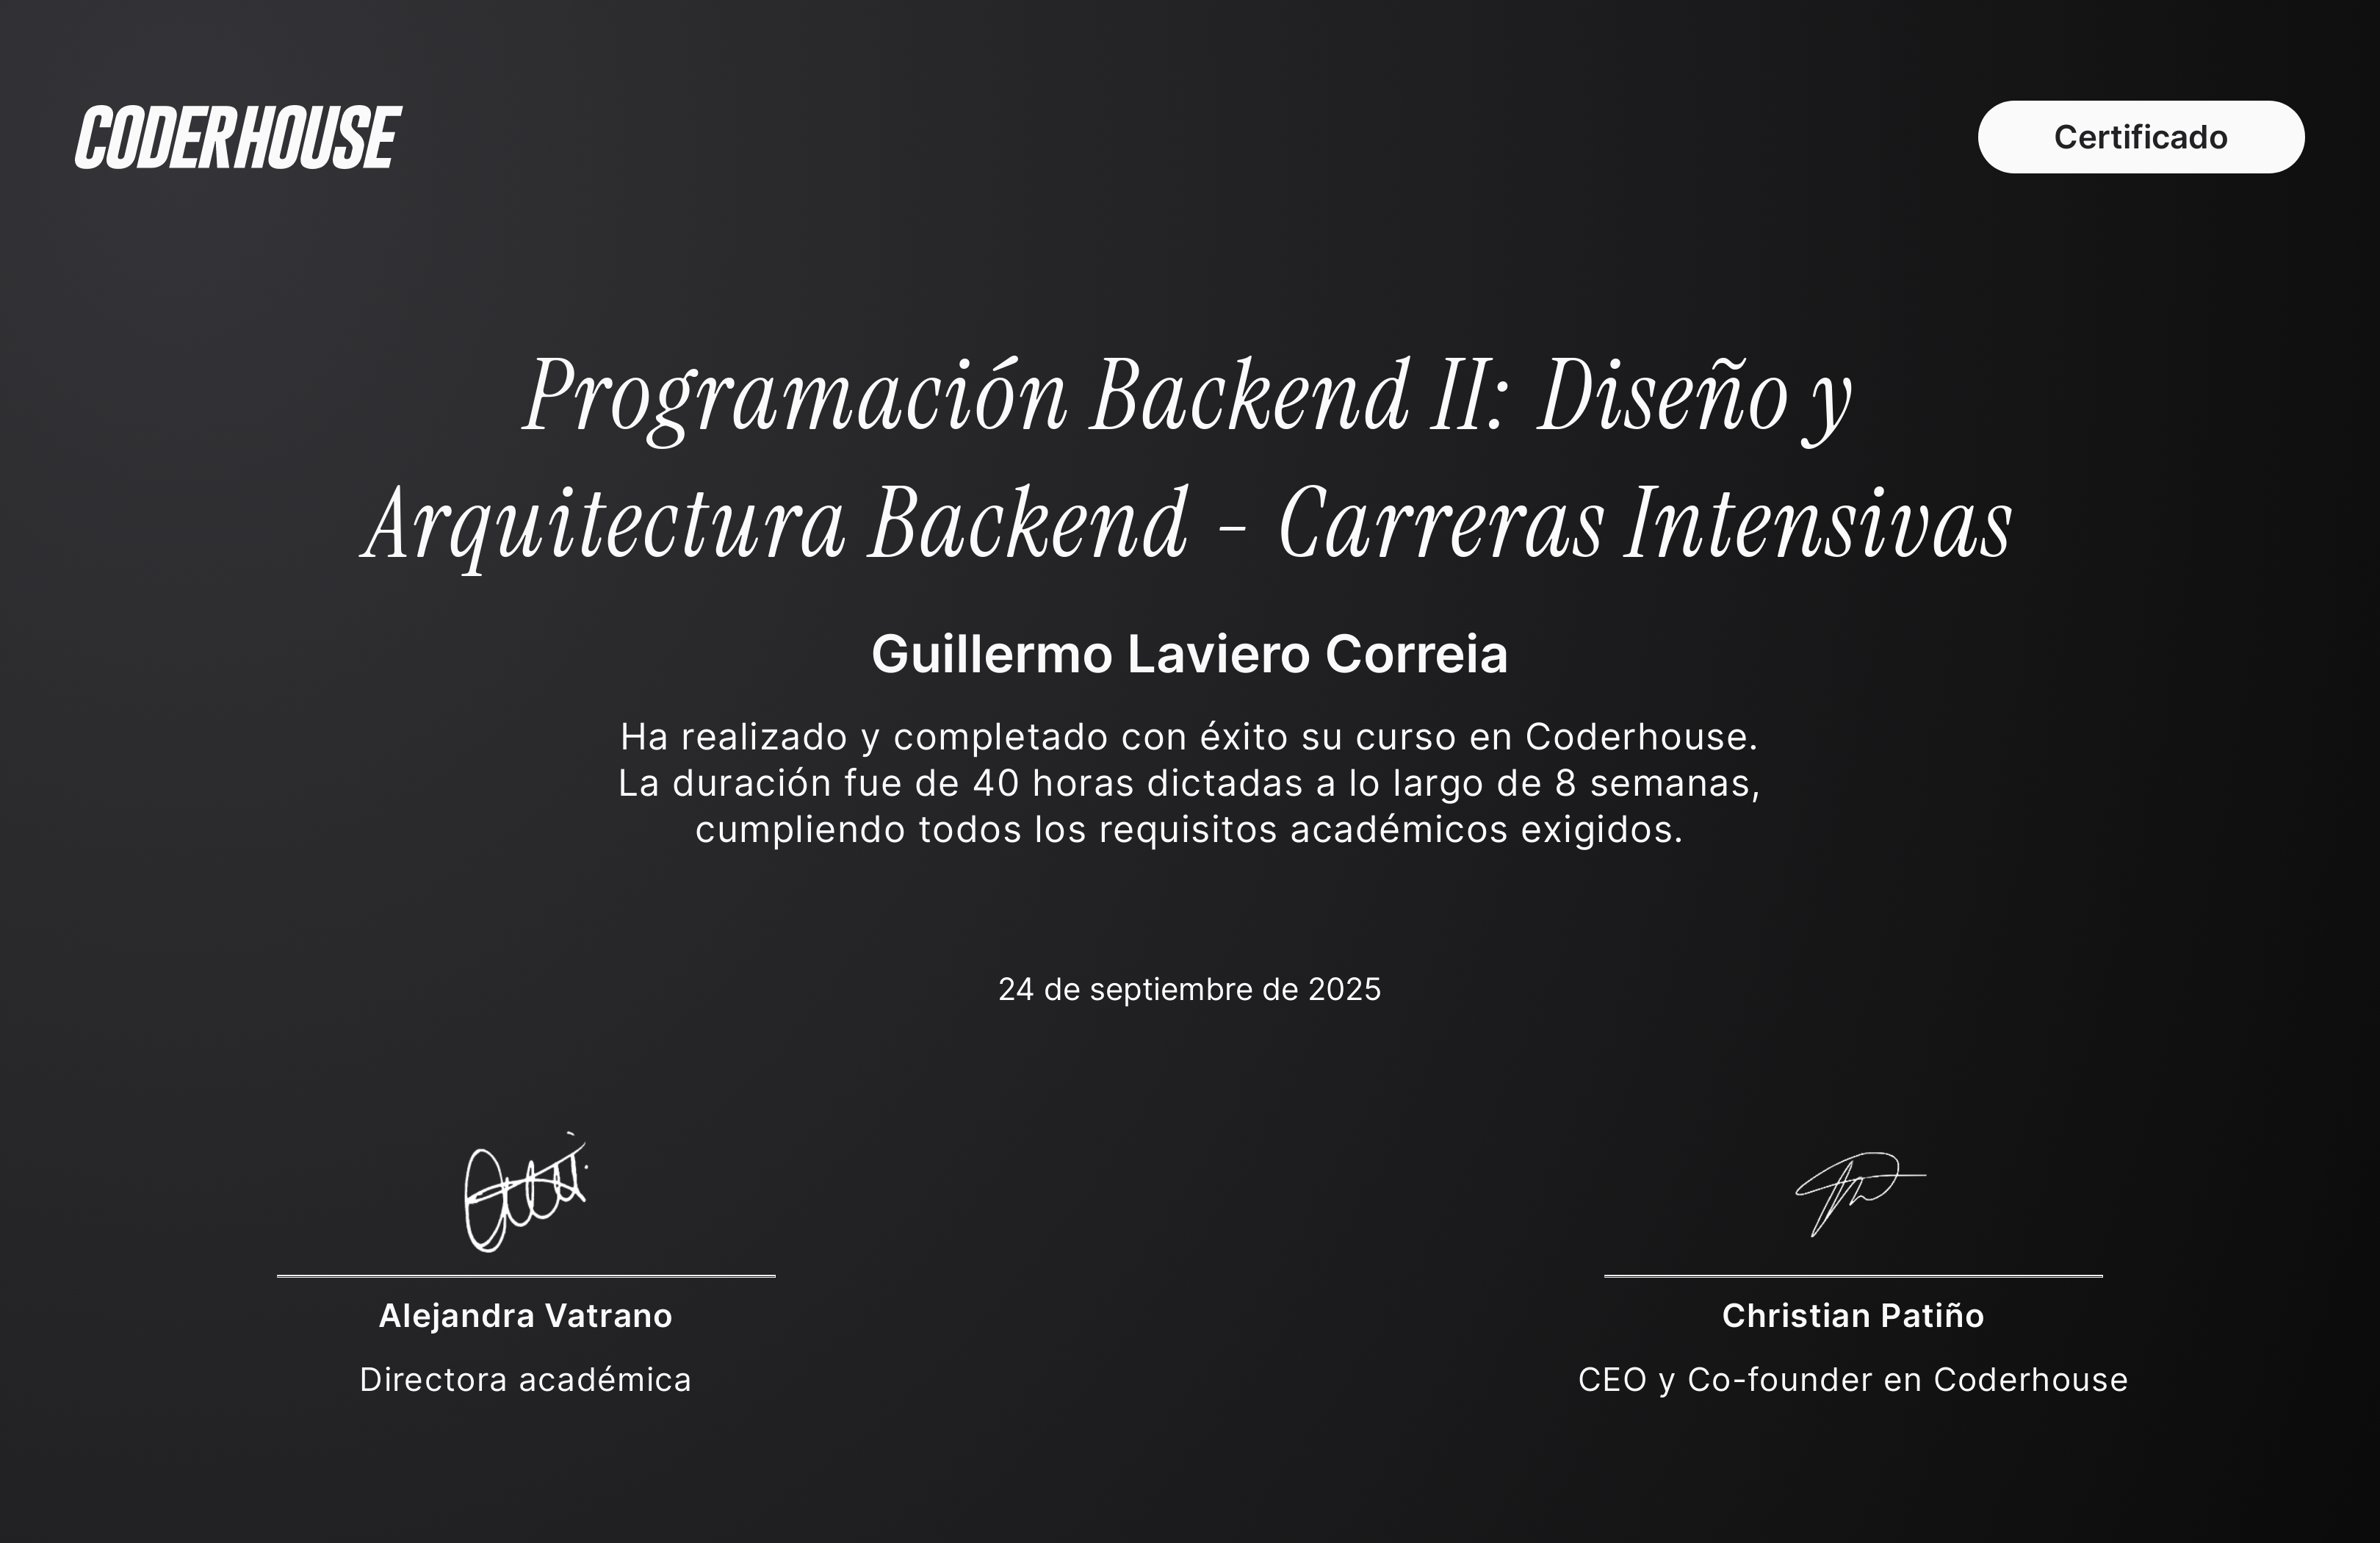 CODERHOUSE
Certificado
Programación Backend II: Diseño y
Arquitectura Backend - Carreras Intensivas
Guillermo Laviero Correia
Ha realizado y completado con éxito su curso en Coderhouse.
La duración fue de 40 horas dictadas a lo largo de 8 semanas,
cumpliendo todos los requisitos académicos exigidos.
24 de septiembre de 2025
Alejandra Vatrano
Directora académica
Christian Patiño
CEO y Co-founder en Coderhouse